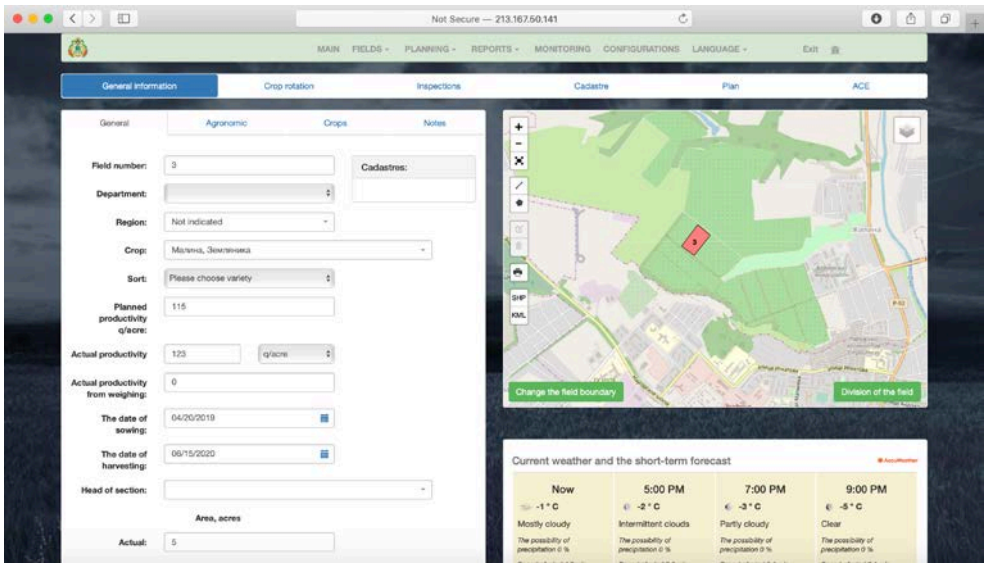 Not Secure — 213.167.50.141
MAIN FIELDS PLANNING REPORTS MONITORING CONFIGURATIONS LANGUAGE Exit
General Information Crop rotation Inspections Cadastre Plan ACE
General Agronomic Crops Notes
Field number: 3
Cadastres:
Department:
Region: Not indicated
Crop: Малина, Земляника
Sort: Please choose variety
Planned
productivity
q/acre:
115
Actual productivity 123 q/acre
Actual productivity
from weighing:
0
The date of
sowing:
04/20/2019
The date of
harvesting:
06/15/2020
Head of section:
Area, acres
Actual: 5
+
-
SHP
KML
3
Change the field boundary
Division of the field
Current weather and the short-term forecast
AccuWeather
Now 5:00 PM 7:00 PM 9:00 PM
-1° C -2° C -3° C -5° C
Mostly cloudy Intermittent clouds Partly cloudy Clear
The possibility of The possibility of The possibility of The possibility of
precipitation 0 % precipitation 0 % precipitation 0 % precipitation 0 %